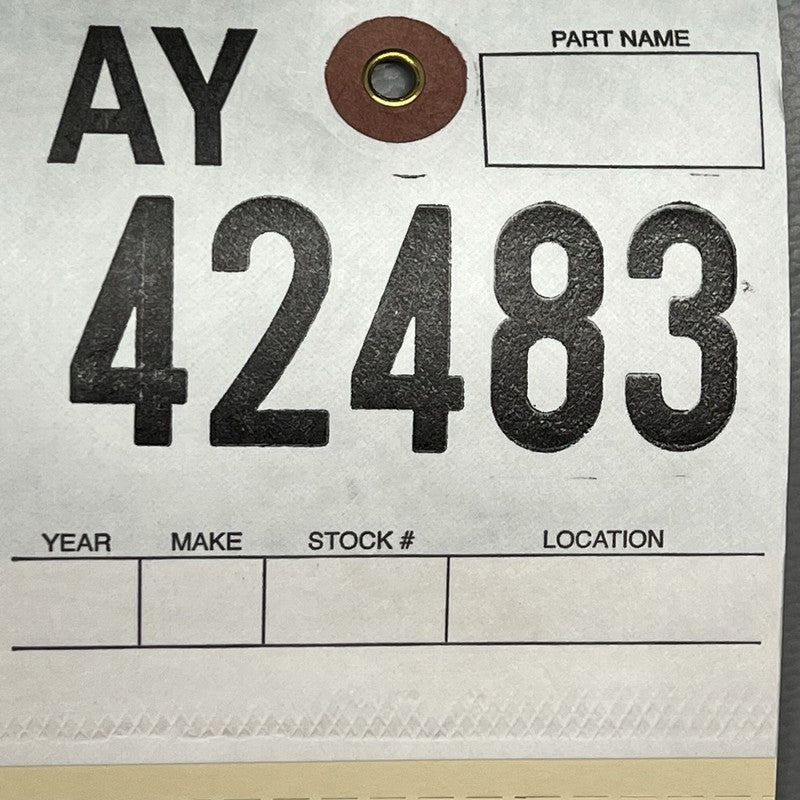 AY
PART NAME
42483
YEAR MAKE STOCK # LOCATION